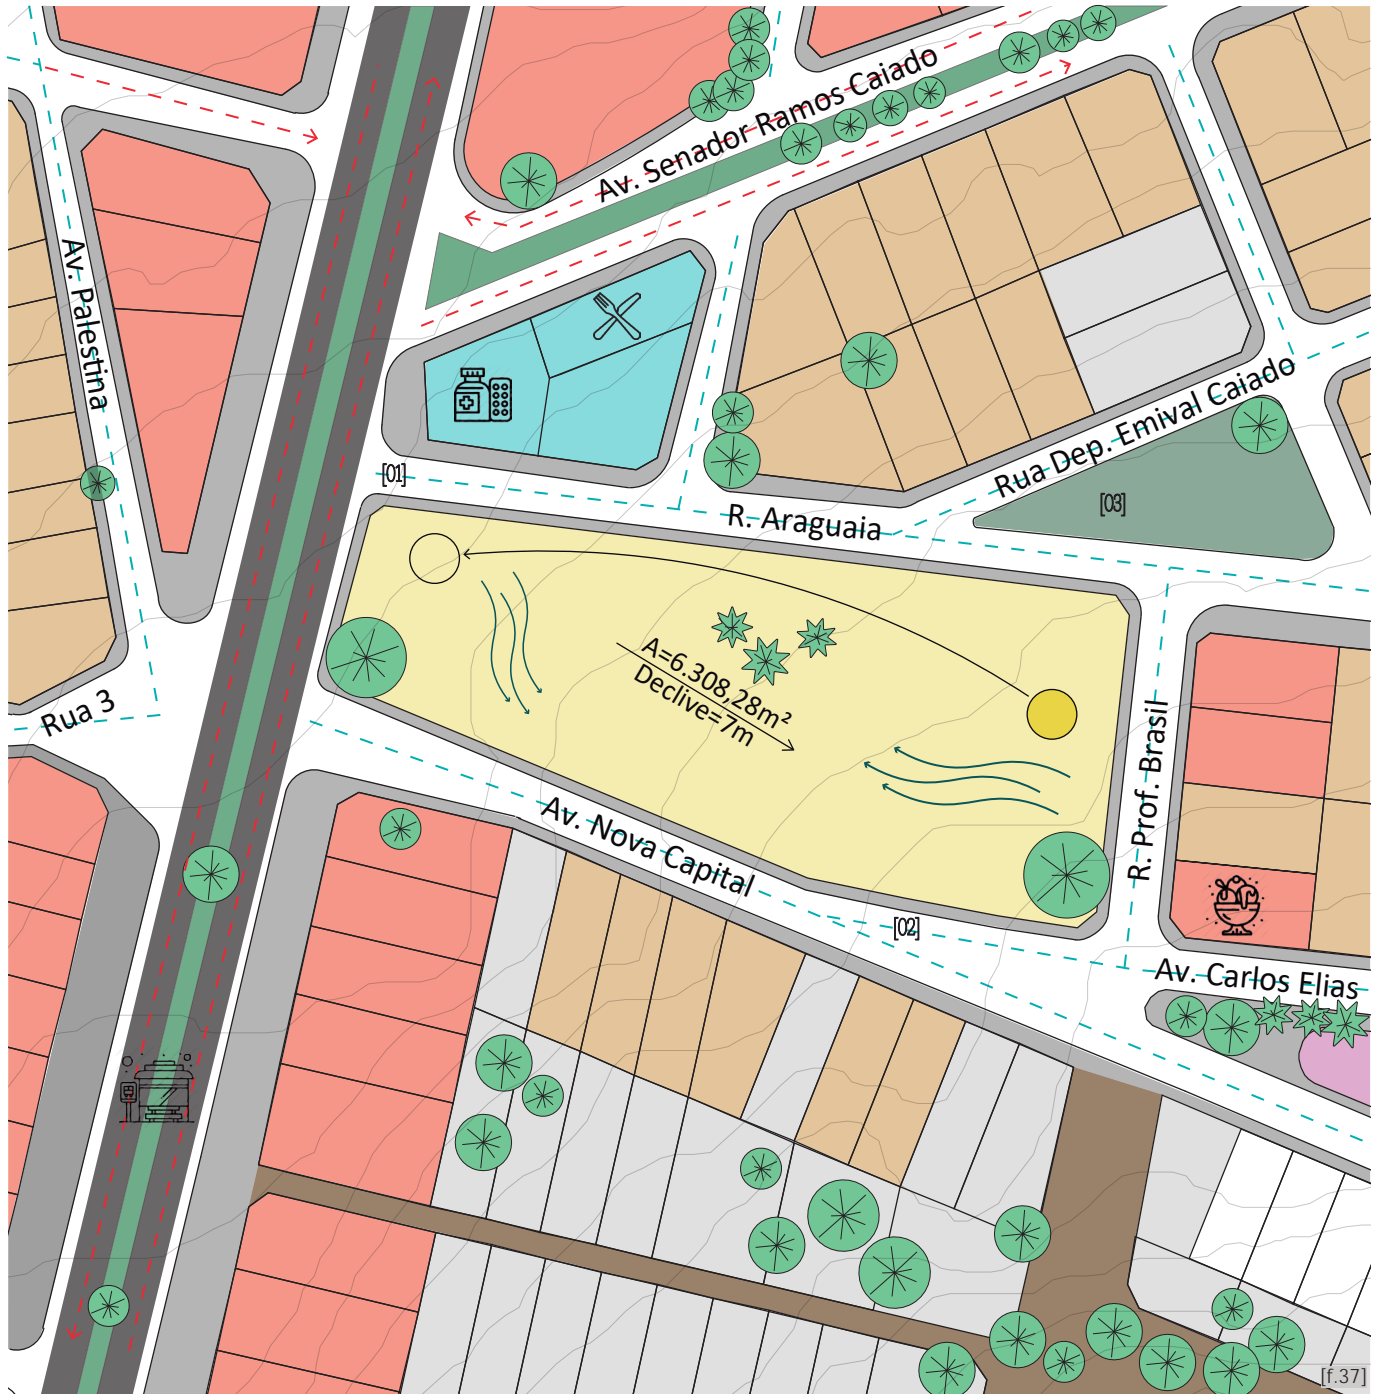 Av. Senador Ramos Caiado
Av. Palestina
Rua Dep. Emival Caiado
[01]
[03]
R. Araguaia
A=6.308,28m²
Declive=7m
Rua 3
R. Prof. Brasil
Av. Nova Capital
[02]
Av. Carlos Elias
[f.37]